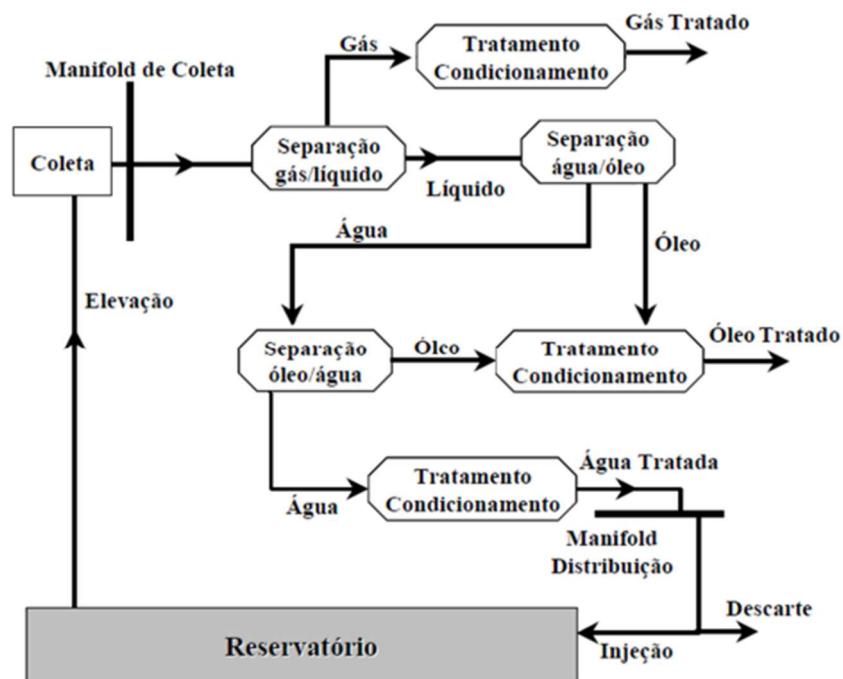 Gás Tratado
Gás
Tratamento
Condicionamento
Manifold de Coleta
Coleta
Separação
gás/líquido
Líquido
Separação
água/óleo
Água
Óleo
Elevação
Separação
óleo/água
Óleo
Tratamento
Condicionamento
Óleo Tratado
Água
Tratamento
Condicionamento
Água Tratada
Manifold
Distribuição
Descarte
Injeção
Reservatório